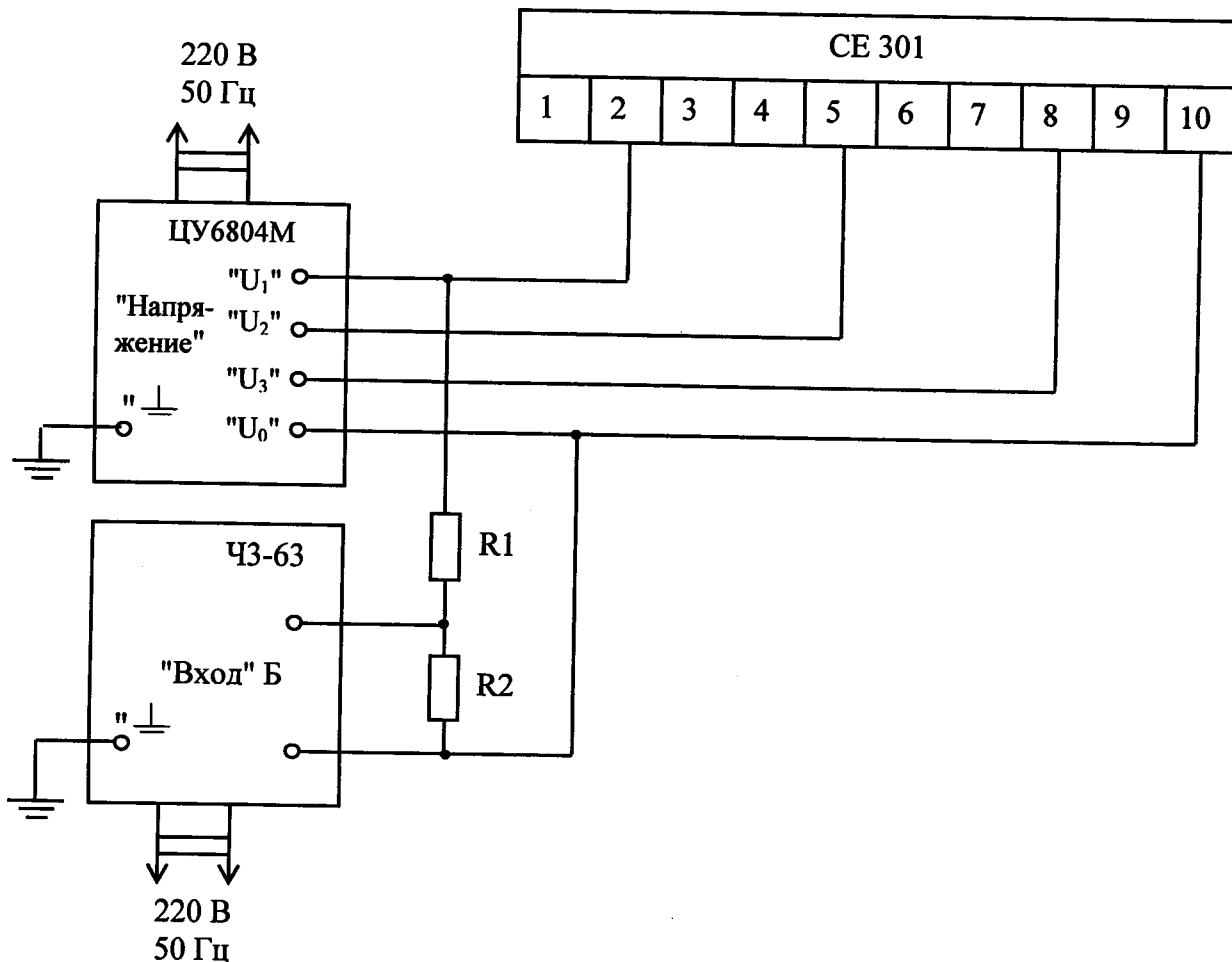 220 В
50 Гц
СЕ 301
1 2 3 4 5 6 7 8 9 10
ЦУ6804М
"U₁"
"Напря-
жение"
"U₂"
"U₃"
"⏚
"U₀"
Ч3-63
R1
"Вход" Б
R2
"⏚
220 В
50 Гц